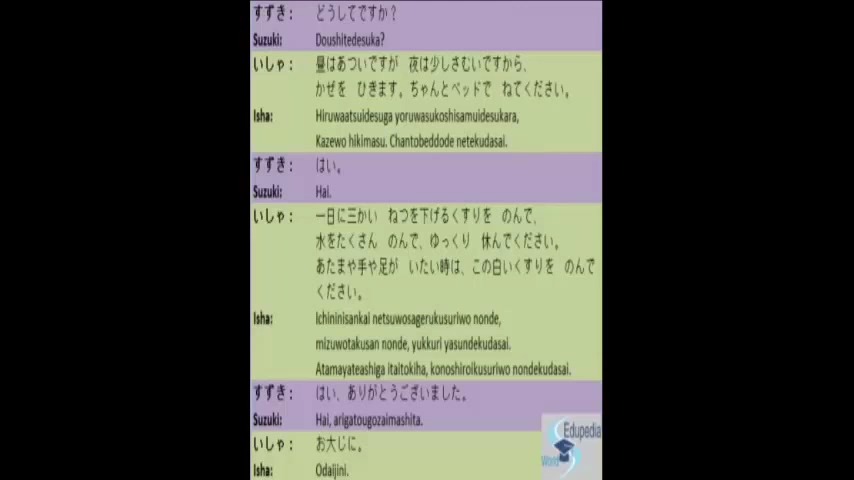 すずき： どうしてですか？
Suzuki: Doushitedesuka?
いしゃ： 昼はあついですが 夜は少しさむいですから、
かぜを ひきます。ちゃんとベッドで ねてください。
Isha: Hiruwaatsuidesuga yoruwasukoshisamuidesukara,
Kazewo hikimasu. Chantobeddode netekudasai.
すずき： はい。
Suzuki: Hai.
いしゃ： 一日に三かい ねつを下げるくすりを のんで、
水をたくさん のんで、ゆっくり 休んでください。
あたまや手や足が いたい時は、この白いくすりを のんで
ください。
Isha: Ichininisankai netsuwosagerukusuriwo nonde,
mizuwotakusan nonde, yukkuri yasundekudasai.
Atamayateashiga itaitokiha, konoshiroikusuriwo nondekudasai.
すずき： はい、ありがとうございました。
Suzuki: Hai, arigatougozaimashita.
いしゃ： お大じに。
Isha: Odaijini.
Edupedia
World